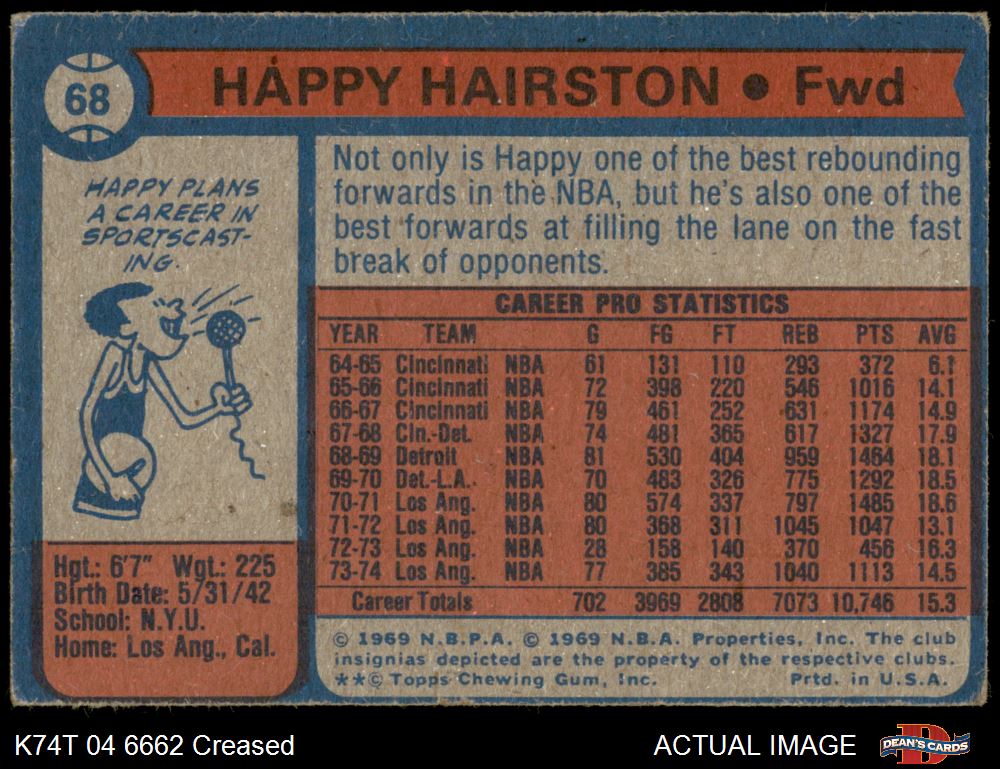 68
HAPPY HAIRSTON • Fwd
HAPPY PLANS
A CAREER IN
SPORTSCAST-
ING.
Not only is Happy one of the best rebounding
forwards in the NBA, but he's also one of the
best forwards at filling the lane on the fast
break of opponents.
CAREER PRO STATISTICS
YEAR TEAM G FG FT REB PTS AVG
64-65 Cincinnati NBA 61 131 110 293 372 6.1
65-66 Cincinnati NBA 72 398 220 546 1016 14.1
66-67 Cincinnati NBA 79 461 252 631 1174 14.9
67-68 Cin.-Det. NBA 74 481 365 617 1327 17.9
68-69 Detroit NBA 81 530 404 959 1464 18.1
69-70 Det.-L.A. NBA 70 483 326 775 1292 18.5
70-71 Los Ang. NBA 80 574 337 797 1485 18.6
71-72 Los Ang. NBA 80 368 311 1045 1047 13.1
72-73 Los Ang. NBA 28 158 140 370 456 16.3
73-74 Los Ang. NBA 77 385 343 1040 1113 14.5
Career Totals 702 3969 2808 7073 10,746 15.3
Hgt.: 6'7" Wgt.: 225
Birth Date: 5/31/42
School: N.Y.U.
Home: Los Ang., Cal.
© 1969 N.B.P.A. © 1969 N.B.A. Properties, Inc. The club
insignias depicted are the property of the respective clubs.
**© Topps Chewing Gum, Inc. Prtd. in U.S.A.
K74T 04 6662 Creased
ACTUAL IMAGE
B
DEAN'S CARDS